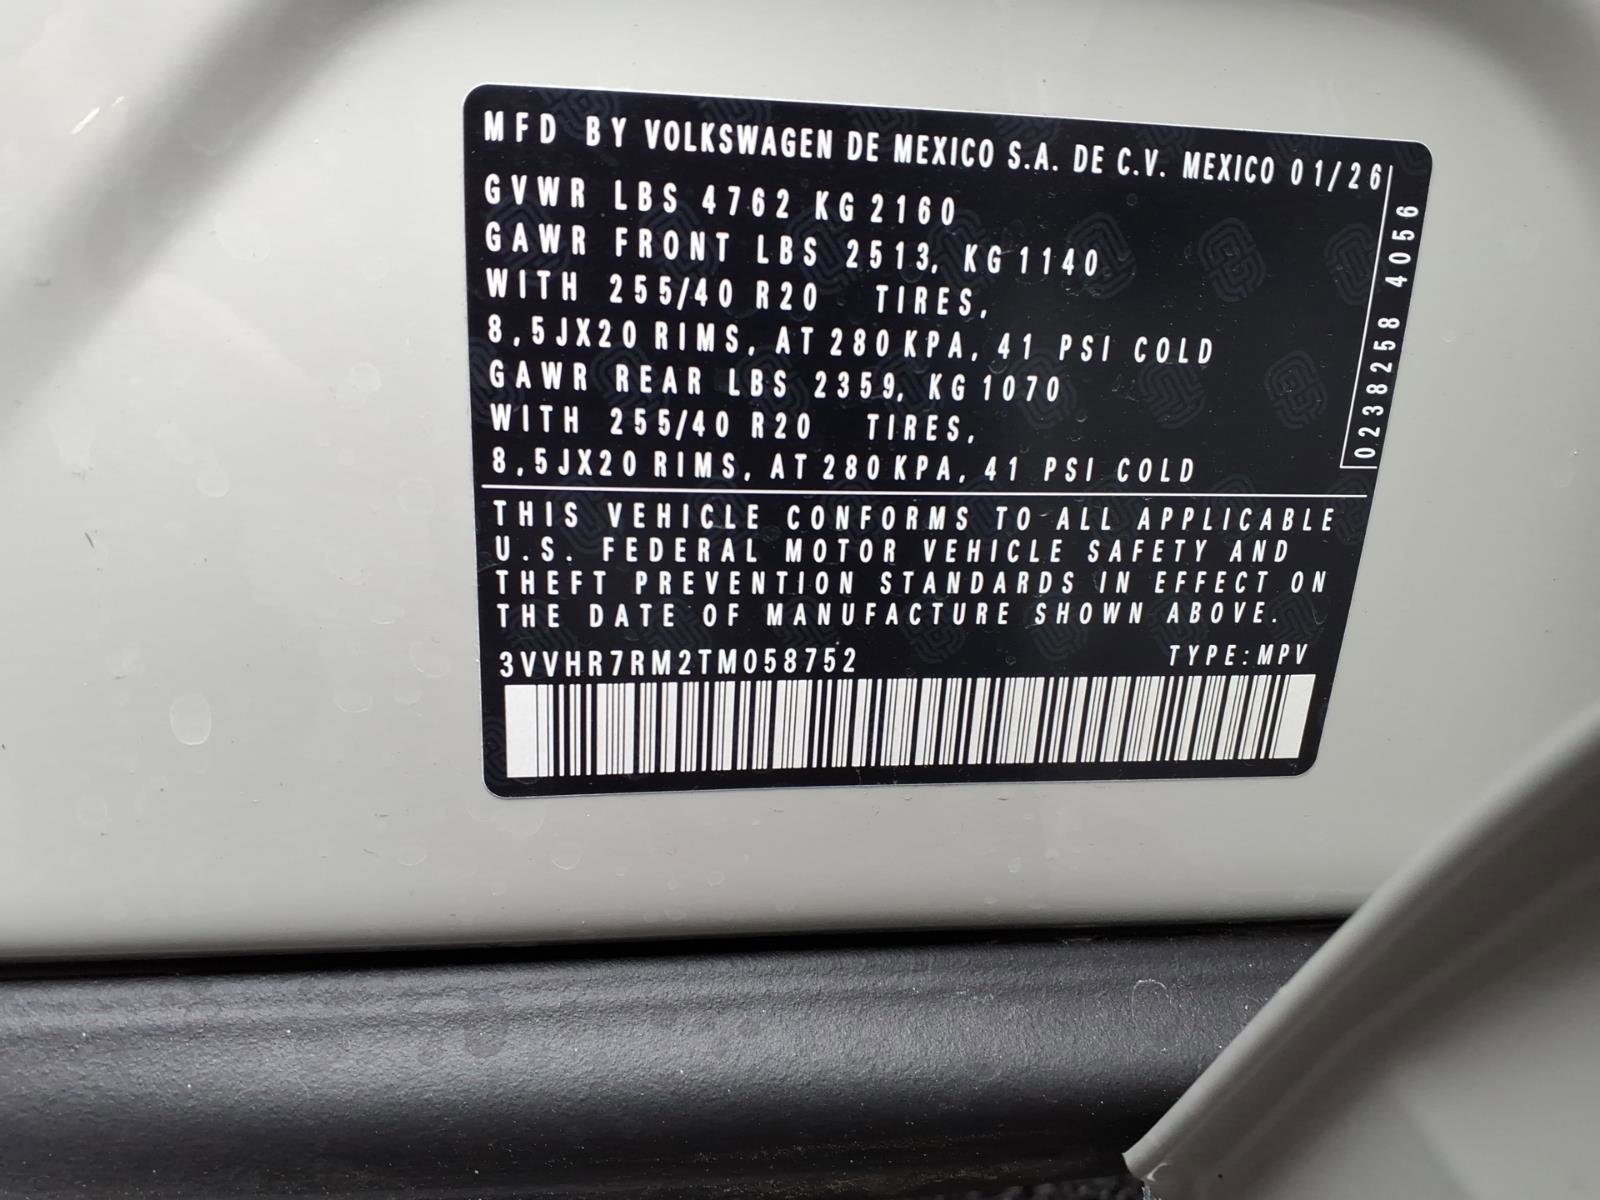 MFD BY VOLKSWAGEN DE MEXICO S.A. DE C.V. MEXICO 01/26
GVWR LBS 4762 KG 2160
GAWR FRONT LBS 2513, KG 1140
WITH 255/40 R20 TIRES,
8,5JX20 RIMS, AT 280 KPA, 41 PSI COLD
GAWR REAR LBS 2359, KG 1070
WITH 255/40 R20 TIRES,
8,5JX20 RIMS, AT 280 KPA, 41 PSI COLD
0238258 4056
THIS VEHICLE CONFORMS TO ALL APPLICABLE
U.S. FEDERAL MOTOR VEHICLE SAFETY AND
THEFT PREVENTION STANDARDS IN EFFECT ON
THE DATE OF MANUFACTURE SHOWN ABOVE.
3VVHR7RM2TM058752 TYPE:MPV